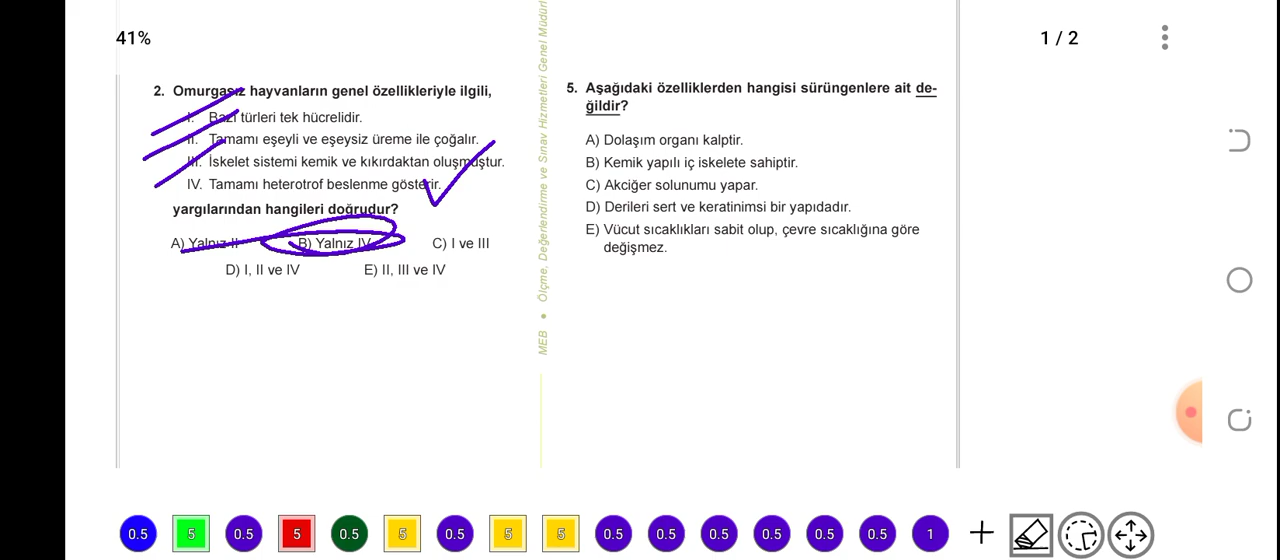 41%
1 / 2
2. Omurgasız hayvanların genel özellikleriyle ilgili,
I. Bazı türleri tek hücrelidir.
II. Tamamı eşeyli ve eşeysiz üreme ile çoğalır.
III. İskelet sistemi kemik ve kıkırdaktan oluşmuştur.
IV. Tamamı heterotrof beslenme gösterir.
yargılarından hangileri doğrudur?
A) Yalnız II B) Yalnız IV C) I ve III
D) I, II ve IV E) II, III ve IV
MEB ● Ölçme, Değerlendirme ve Sınav Hizmetleri Genel Müdürl
5. Aşağıdaki özelliklerden hangisi sürüngenlere ait de-
ğildir?
A) Dolaşım organı kalptir.
B) Kemik yapılı iç iskelete sahiptir.
C) Akciğer solunumu yapar.
D) Derileri sert ve keratinimsi bir yapıdadır.
E) Vücut sıcaklıkları sabit olup, çevre sıcaklığına göre
değişmez.
0.5 5 0.5 5 0.5 5 0.5 5 5 0.5 0.5 0.5 0.5 0.5 0.5 1 +